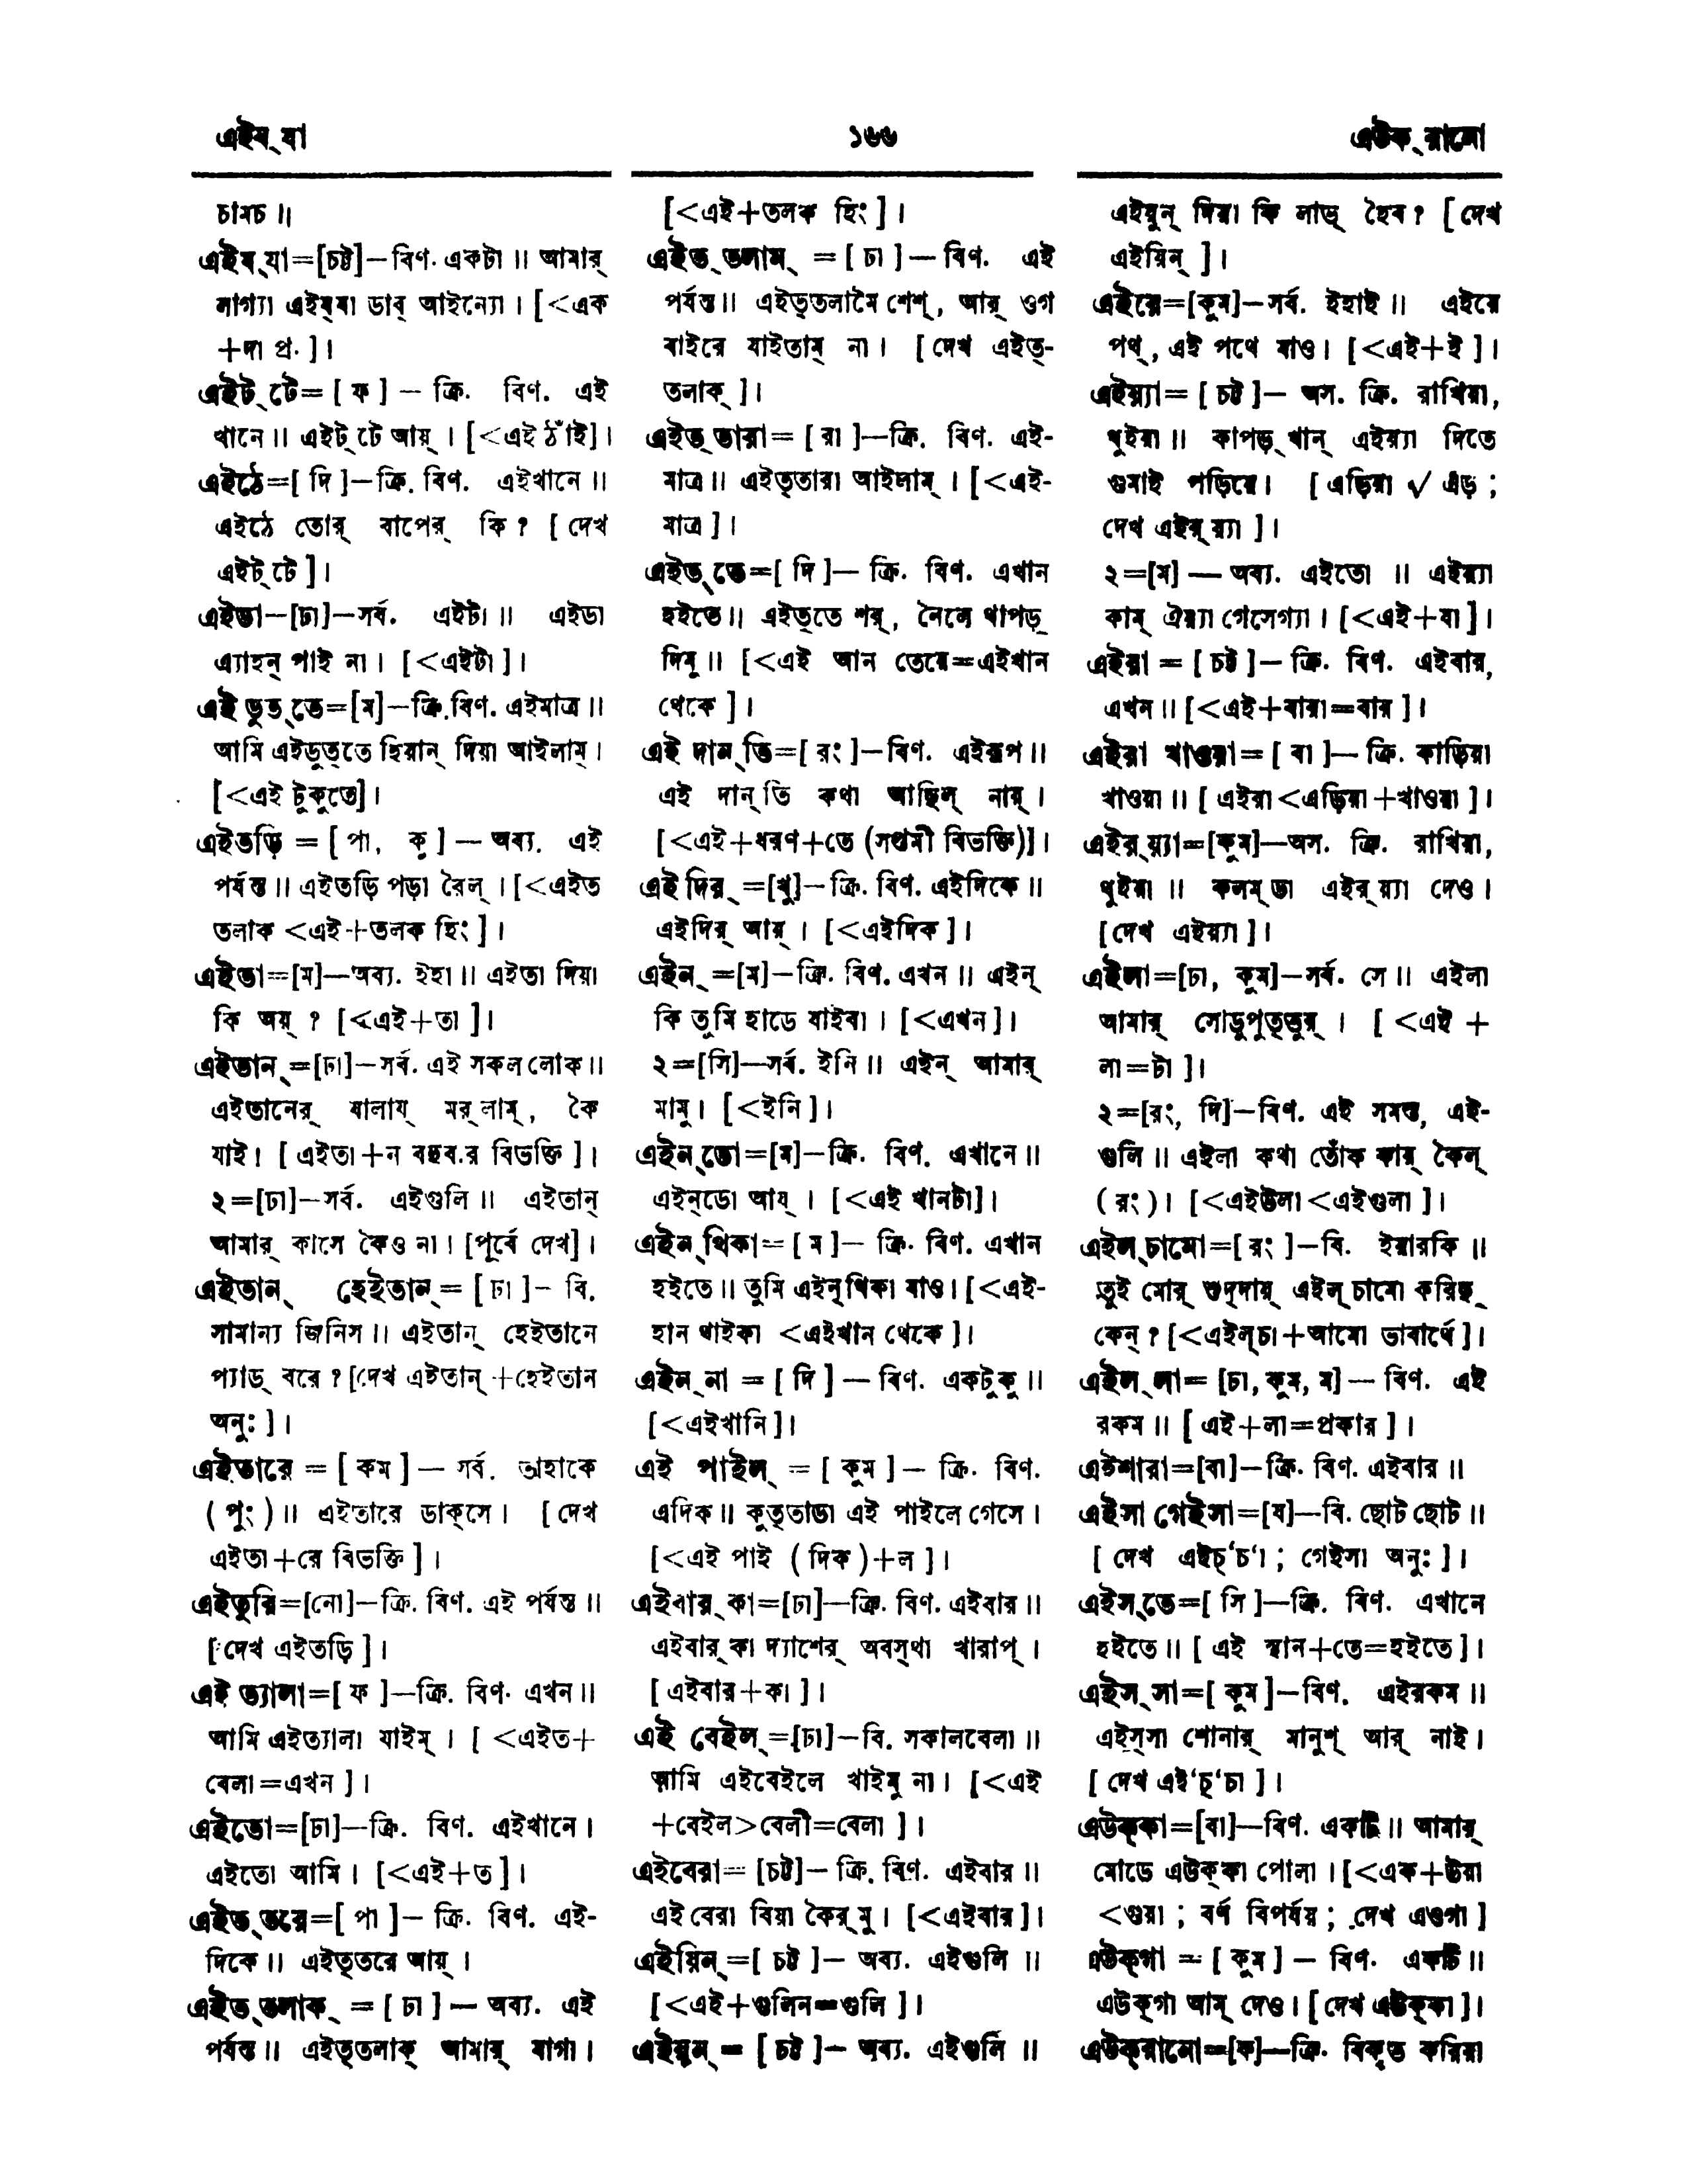 এইব্ বা
১৬৬
এউক্ রানো
চামচ॥
এইব্ যা=[চট্ট]—বিণ. একটা॥ আমার্
লাগ্যা এইব্বা ডাব্ আইন্যো। [<এক
+দা প্র.]।
এইট্ টে=[ ফ ] — ক্রি. বিণ. এই
খানে॥ এইট্ টে আয়্। [<এই ঠাঁই]।
এইঠে=[ দি ]—ক্রি. বিণ. এইখানে॥
এইঠে তোর্ বাপের্ কি? [ দেখ
এইট্ টে ]।
এইডা—[ঢা]—সর্ব. এইটা॥ এইডা
এ্যাহন্ পাই না। [<এইটা]।
এই ডুত্ তে=[ম]—ক্রি.বিণ. এইমাত্র॥
আমি এইডুত্তে হিয়ান্ দিয়া আইলাম্।
[<এই টুকুতে]।
এইতড়ি = [ পা, কু ] — অব্য. এই
পর্যন্ত॥ এইতড়ি পড়া রৈল্। [<এইত
তলাক <এই+তলক হিং ]।
এইতা=[ম]—অব্য. ইহা॥ এইতা দিয়া
কি অয়্ ? [<এই+তা ]।
এইতান্=[ঢা]—সর্ব. এই সকল লোক॥
এইতানের্ যালায্ মর্ লাম্, কৈ
যাই। [ এইতা+ন বহুব.র বিভক্তি ]।
২=[ঢা]—সর্ব. এইগুলি॥ এইতান্
আমার্ কাসে কৈও না। [পূর্বে দেখ]।
এইতান্ হেইতান্=[ ঢা ]— বি.
সামান্য জিনিস॥ এইতান্ হেইতানে
প্যাড্ বরে ? [দেখ এইতান্+হেইতান
অনুঃ ]।
এইতারে = [ কম ] — সর্ব. তাহাকে
( পুং )॥ এইতারে ডাক্সে। [ দেখ
এইতা+রে বিভক্তি ]।
এইতুরি=[নো]—ক্রি. বিণ. এই পর্যন্ত॥
[ দেখ এইতড়ি ]।
এই ত্যালা=[ ফ ]—ক্রি. বিণ. এখন॥
আমি এইত্যালা যাইম্। [ <এইত+
বেলা=এখন ]।
এইতো=[ঢা]—ক্রি. বিণ. এইখানে।
এইতো আমি। [<এই+ত ]।
এইত্ তরে=[ পা ]— ক্রি. বিণ. এই-
দিকে॥ এইত্তরে আয়্।
এইত্ তলাক্ = [ ঢা ] — অব্য. এই
পর্যন্ত॥ এইত্তলাক্ আমার্ যাগা।
[<এই+তলক হিং ]।
এইত্ তলাম্ = [ ঢা ] — বিণ. এই
পর্যন্ত॥ এইত্তলামৈ শেশ্, আর্ ওগ
বাইরে যাইতাম্ না। [ দেখ এইত্-
তলাক্ ]।
এইত্ তারা= [ রা ]—ক্রি. বিণ. এই-
মাত্র॥ এইত্তারা আইলাম্। [<এই-
মাত্র ]।
এইত্ তে=[ দি ]— ক্রি. বিণ. এখান
হইতে॥ এইত্তে শর্, নৈলে থাপড়্
দিমু॥ [<এই আন তেরে=এইখান
থেকে ]।
এই দান্ তি=[ রং ]—বিণ. এইরূপ॥
এই দান্ তি কথা আছিল্ নায়্।
[<এই+ধরণ+তে (সপ্তমী বিভক্তি)]।
এই দির্=[খু]—ক্রি. বিণ. এইদিকে॥
এইদির্ আয়্। [<এইদিক ]।
এইন্=[ম]—ক্রি. বিণ. এখন॥ এইন্
কি তুমি হাডে যাইবা। [<এখন]।
২=[সি]—সর্ব. ইনি॥ এইন্ আমার্
মামু। [<ইনি ]।
এইন্ ডো=[ম]—ক্রি. বিণ. এখানে॥
এইন্ডো আয্। [<এই খানটা]।
এইন্ থিকা= [ ম ]— ক্রি. বিণ. এখান
হইতে॥ তুমি এইন্ থিকা যাও। [<এই-
হান থাইকা <এইখান থেকে ]।
এইন্ না = [ দি ] — বিণ. একটুকু॥
[<এইখানি ]।
এই পাইল্ = [ কুম ] — ক্রি. বিণ.
এদিক॥ কুত্তাডা এই পাইলে গেসে।
[<এই পাই ( দিক )+ল ]।
এইবার্ কা=[ঢা]—ক্রি. বিণ. এইবার॥
এইবার্ কা দ্যাশের্ অবস্থা খারাপ্।
[ এইবার+কা ]।
এই বেইল্=[ঢা]—বি. সকালবেলা॥
আমি এইবেইলে খাইমু না। [<এই
+বেইল>বেলী=বেলা ]।
এইবেরা= [চট্ট]— ক্রি. বিণ. এইবার॥
এই বেরা বিয়া কৈর্ মু। [<এইবার ]।
এইয়িন্=[ চট্ট ]— অব্য. এইগুলি॥
[<এই+গুলিন=গুলি ]।
এইয়ুন্ = [ চট্ট ]— অব্য. এইগুলি॥
এইয়ুন্ দিয়া কি লাভ্ হৈব ? [ দেখ
এইয়িন্ ]।
এইয়ে=[কুম]—সর্ব. ইহাই॥ এইয়ে
পথ্, এই পথে যাও। [<এই+ই ]।
এইয়্যা= [ চট্ট ]— অস. ক্রি. রাখিয়া,
থুইয়া॥ কাপড়্ খান্ এইয়্যা দিতে
গুমাই পড়িয়ে। [ এড়িয়া √ এড় ;
দেখ এইর্ য়্যা ]।
২=[ম] — অব্য. এইতো॥ এইয়্যা
কাম্ ঐয়্যা গেসেগ্যা। [<এই+যা ]।
এইরা = [ চট্ট ]— ক্রি. বিণ. এইবার,
এখন॥ [<এই+বারা=বার ]।
এইরা খাওয়া= [ বা ]— ক্রি. কাড়িয়া
খাওয়া॥ [ এইরা<এড়িয়া+খাওয়া ]।
এইর্ য়্যা=[কুম]—অস. ক্রি. রাখিয়া,
থুইয়া॥ কলম্ ডা এইর্ য়্যা দেও।
[ দেখ এইয়্যা ]।
এইলা=[ঢা, কুম]—সর্ব. সে॥ এইলা
আমার্ সোডুপুত্তুর্। [ <এই +
লা=টা ]।
২=[রং, দি]—বিণ. এই সমস্ত, এই-
গুলি॥ এইলা কথা তোঁক কায়্ কৈল্
( রং )। [<এইউলা<এইগুলা ]।
এইল্ চামো=[ রং ]—বি. ইয়ারকি॥
তুই মোর্ শুদ্দায়্ এইল্ চামো করিছ্
কেন্ ? [<এইল্চা+আমো ভাবার্থে ]।
এইল্ লা= [ঢা, কুম, ম]— বিণ. এই
রকম॥ [ এই+লা=প্রকার ]।
এইশারা=[বা]—ক্রি. বিণ. এইবার॥
এইসা গেইসা=[য]—বি. ছোট ছোট॥
[ দেখ এইচ্‘চ‘া ; গেইসা অনুঃ ]।
এইস্ তে=[ সি ]—ক্রি. বিণ. এখানে
হইতে॥ [ এই স্থান+তে=হইতে ]।
এইস্ সা=[ কুম ]—বিণ. এইরকম॥
এইস্সা শোনার্ মানুশ্ আর্ নাই।
[ দেখ এই‘চ্‘চা ]।
এউক্কা=[বা]—বিণ. একটি॥ আমার্
মোডে এউক্কা পোলা। [<এক+উয়া
<গুয়া ; বর্ণ বিপর্যয় ; দেখ এওগা ]
এউক্গা = [ কুম ] — বিণ. একটি॥
এউক্গা আম্ দেও। [ দেখ এউক্কা ]।
এউক্রানো=[ক]—ক্রি. বিকৃত করিয়া